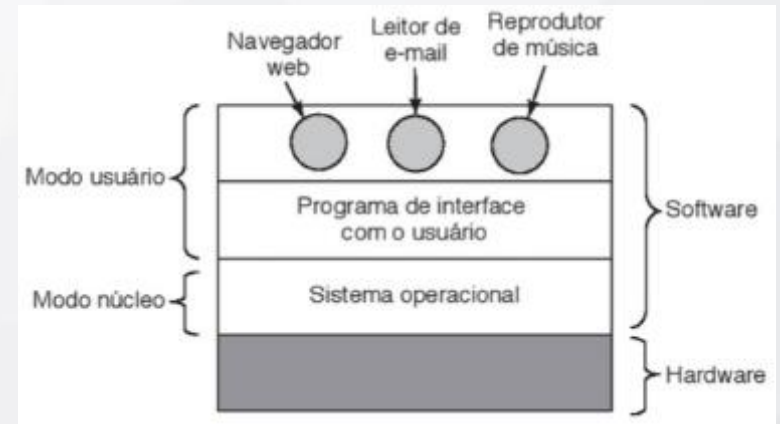 Navegador
web
Leitor de
e-mail
Reprodutor
de música
Modo usuário
Programa de interface
com o usuário
Software
Modo núcleo
Sistema operacional
Hardware